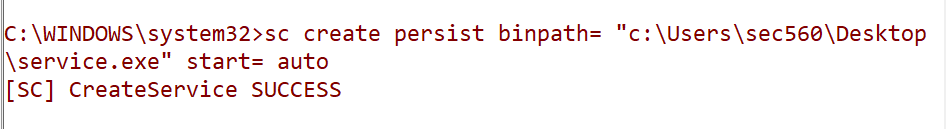 C:\WINDOWS\system32>sc create persist binpath= "c:\Users\sec560\Desktop
\service.exe" start= auto
[SC] CreateService SUCCESS